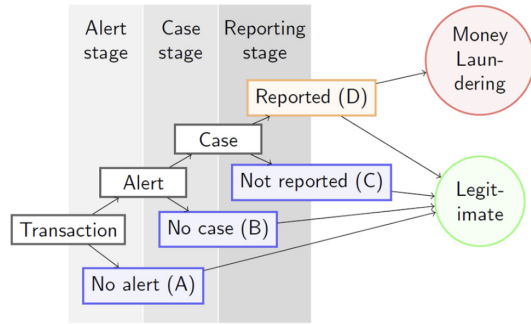 Alert
stage
Case
stage
Reporting
stage
Money
Laun-
dering
Reported (D)
Case
Not reported (C)
Alert
Legit-
imate
Transaction
No case (B)
No alert (A)